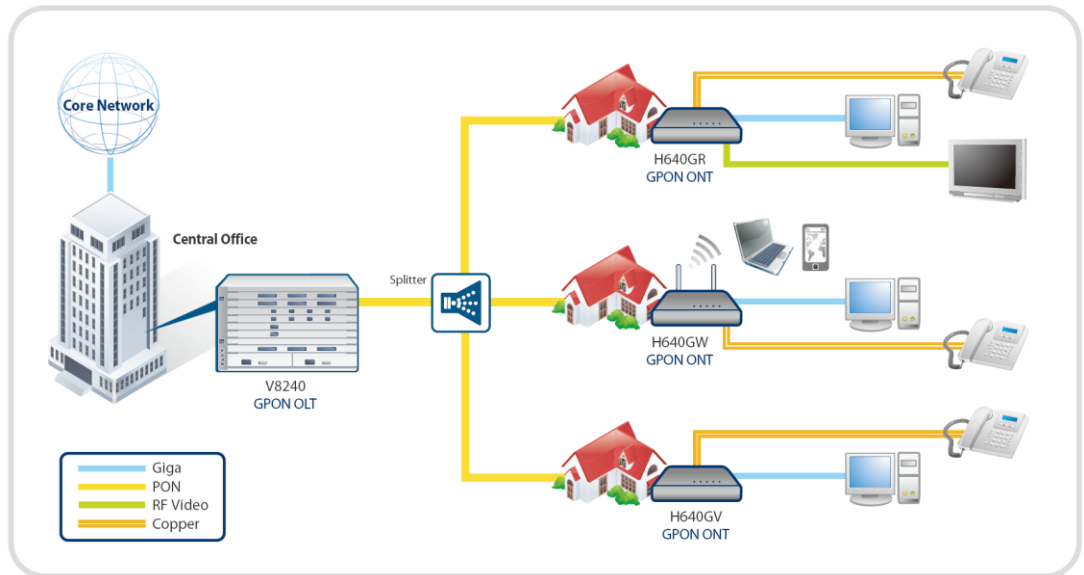 Core Network
Central Office
V8240
GPON OLT
Splitter
H640GR
GPON ONT
H640GW
GPON ONT
H640GV
GPON ONT
Giga
PON
RF Video
Copper